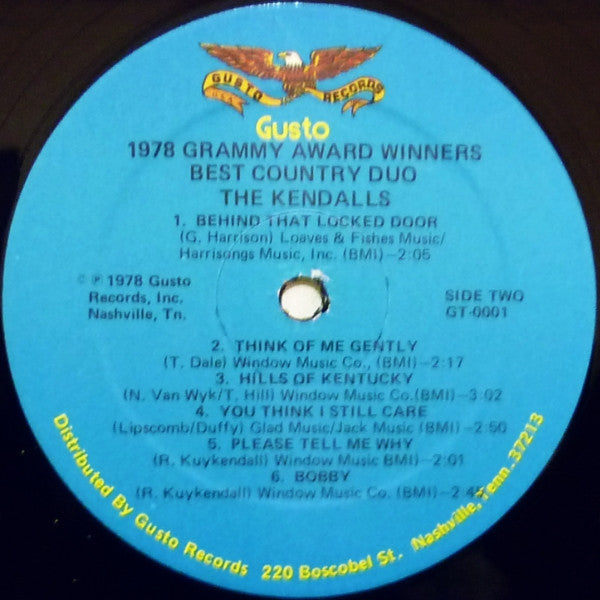 GUSTO RECORDS
U.S.A.
Gusto
1978 GRAMMY AWARD WINNERS
BEST COUNTRY DUO
THE KENDALLS
1. BEHIND THAT LOCKED DOOR
(G. Harrison) Loaves & Fishes Music/
Harrisongs Music, Inc. (BMI)—2:05
© ℗ 1978 Gusto
Records, Inc.
Nashville, Tn.
SIDE TWO
GT-0001
2. THINK OF ME GENTLY
(T. Dale) Window Music Co., (BMI)—2:17
3. HILLS OF KENTUCKY
(N. Van Wyk/T. Hill) Window Music Co.(BMI)—3:02
4. YOU THINK I STILL CARE
(Lipscomb/Duffy) Glad Music/Jack Music (BMI)—2:50
5. PLEASE TELL ME WHY
(R. Kuykendall) Window Music BMI)—2:01
6. BOBBY
(R. Kuykendall) Window Music Co. (BMI)—
Distributed By Gusto Records 220 Boscobel St. Nashville, Tenn. 37213